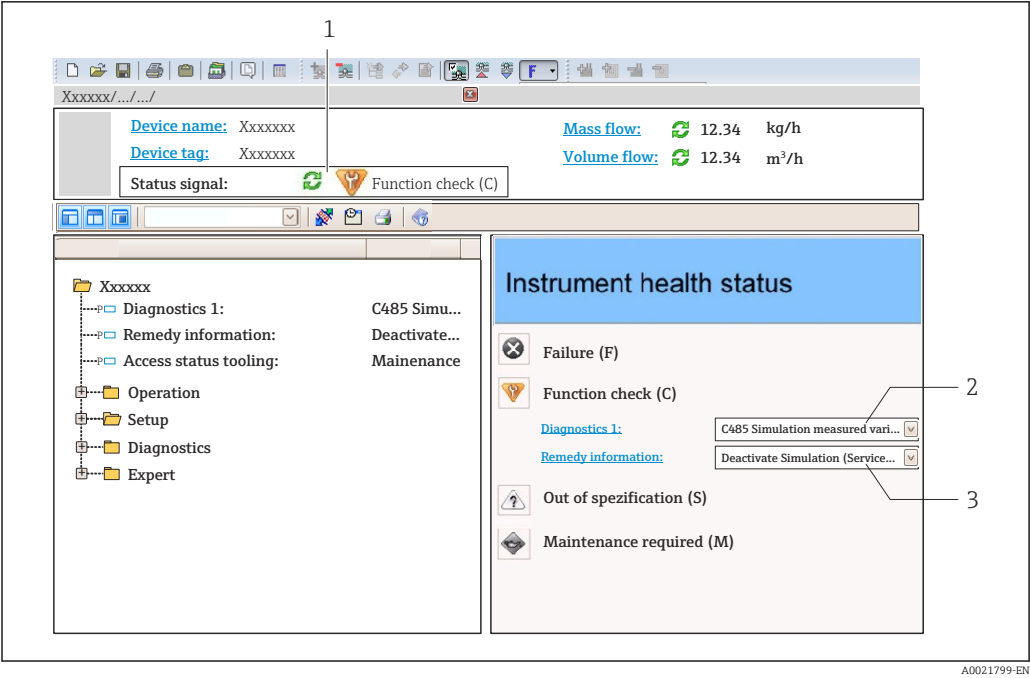 1
F
Xxxxxx/.../.../
Device name: Xxxxxxx
Mass flow: 12.34 kg/h
Device tag: Xxxxxxx
Volume flow: 12.34 m³/h
Status signal: Function check (C)
Xxxxxx
Diagnostics 1: C485 Simu...
Remedy information: Deactivate...
Access status tooling: Mainenance
Operation
Setup
Diagnostics
Expert
Instrument health status
Failure (F)
Function check (C)
2
Diagnostics 1: C485 Simulation measured vari...
Remedy information: Deactivate Simulation (Service...
3
Out of spezification (S)
Maintenance required (M)
A0021799-EN